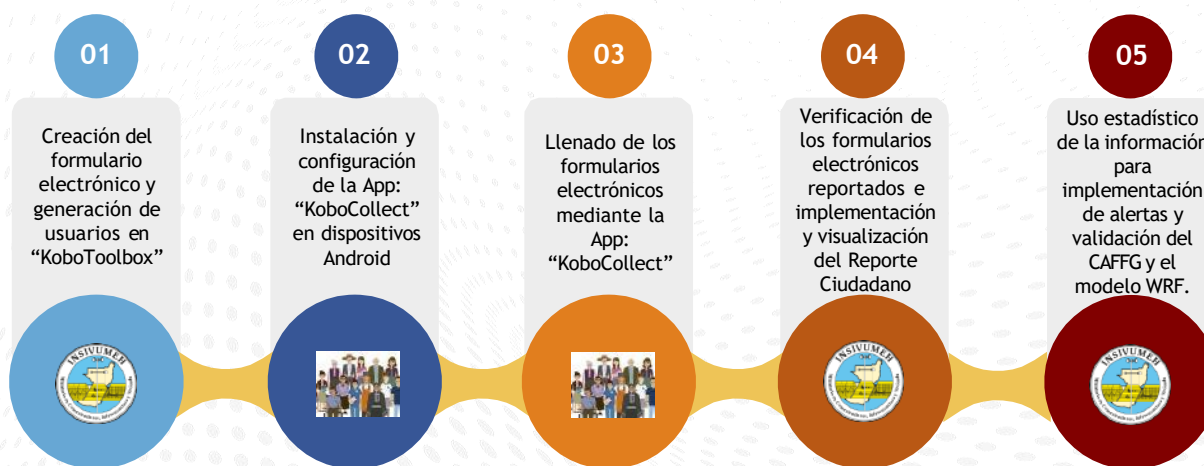 01
Creación del
formulario
electrónico y
generación de
usuarios en
“KoboToolbox”
INSIVUMEH
02
Instalación y
configuración
de la App:
“KoboCollect”
en dispositivos
Android
03
Llenado de los
formularios
electrónicos
mediante la
App:
“KoboCollect”
04
Verificación de
los formularios
electrónicos
reportados e
implementación
y visualización
del Reporte
Ciudadano
INSIVUMEH
05
Uso estadístico
de la información
para
implementación
de alertas y
validación del
CAFFG y el
modelo WRF.
INSIVUMEH